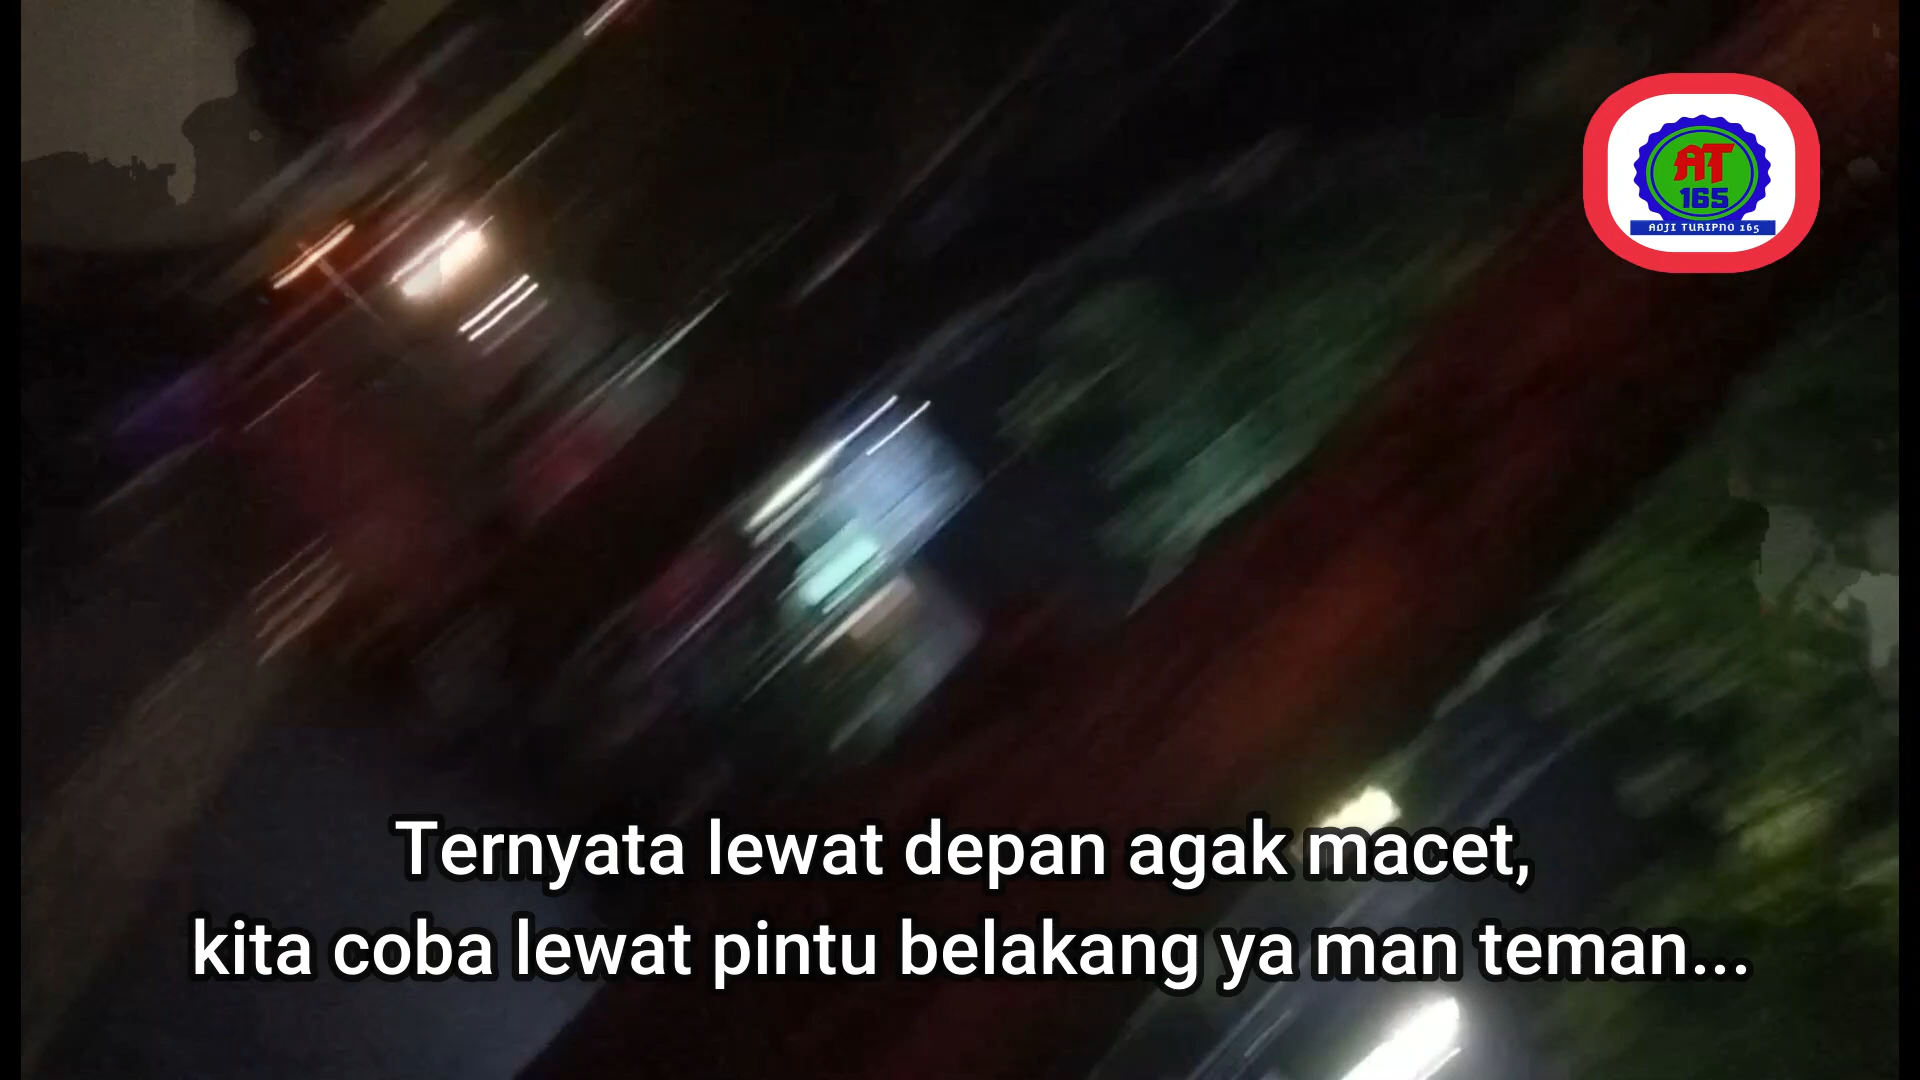 AT
165
ADJI TURIPNO 165
Ternyata lewat depan agak macet,
kita coba lewat pintu belakang ya man teman...